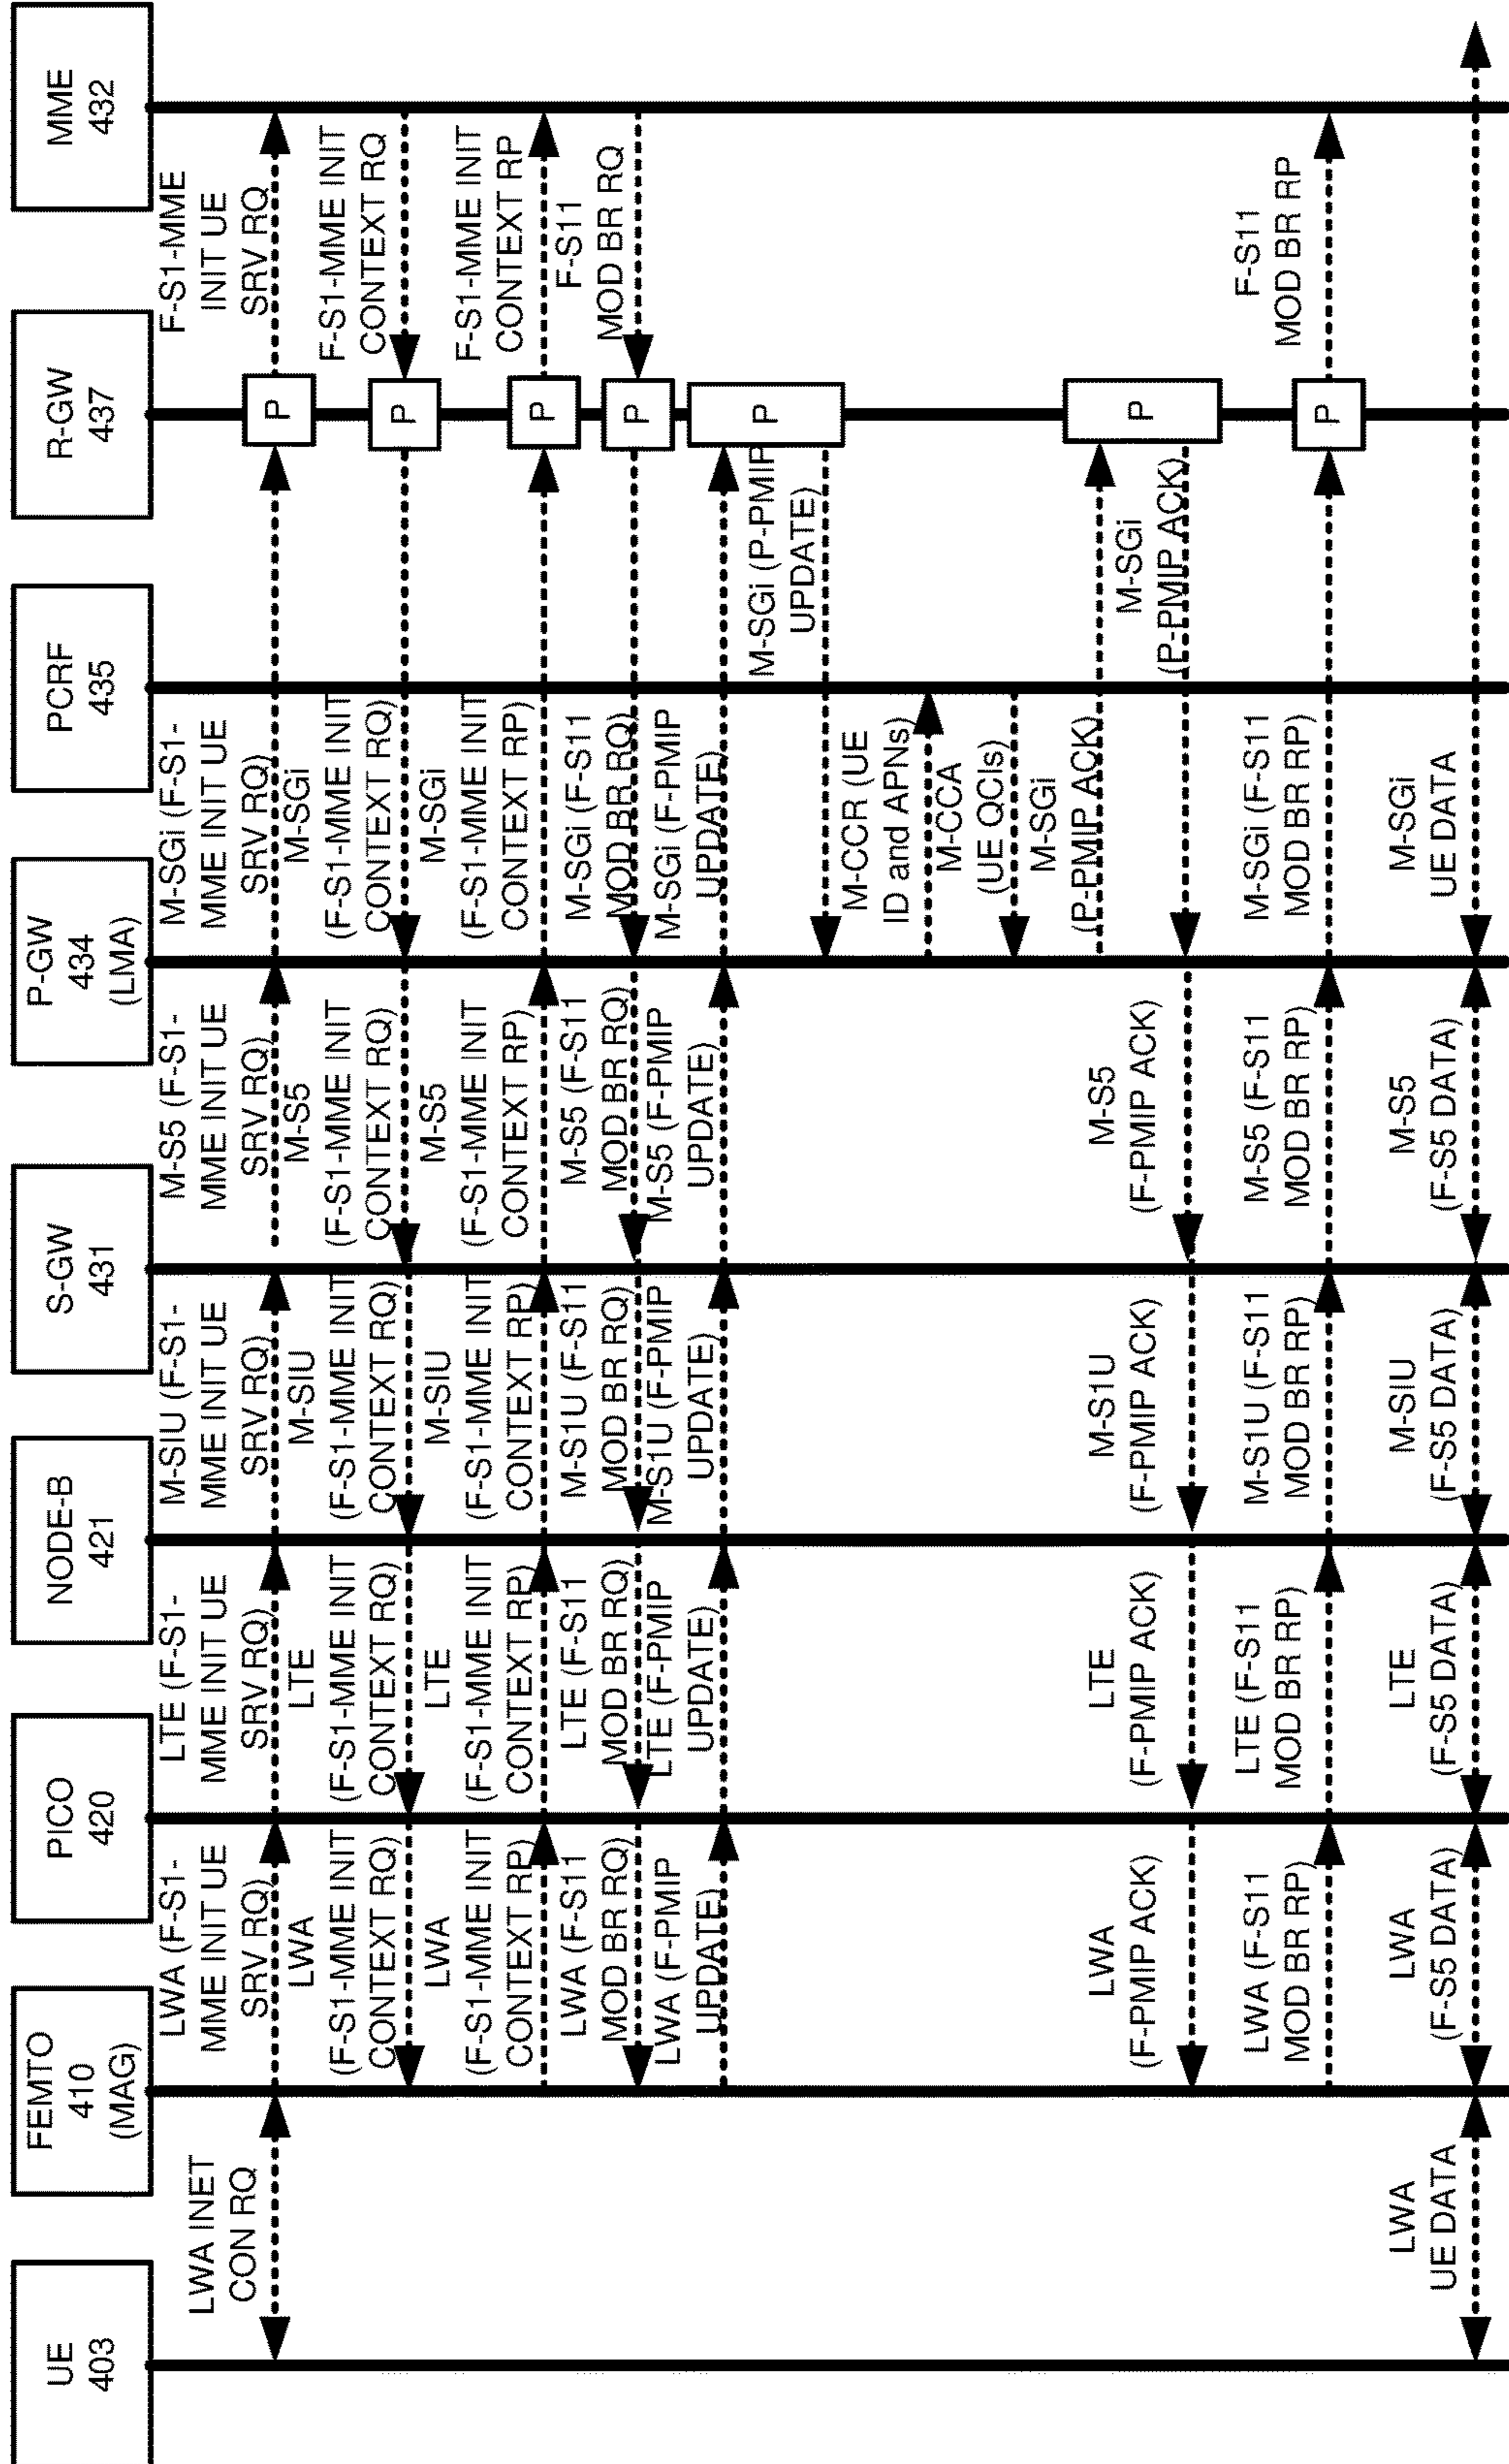 UE
403
FEMTO
410
(MAG)
PICO
420
NODE-B
421
S-GW
431
P-GW
434
(LMA)
PCRF
435
R-GW
437
MME
432
LWA INET
CON RQ
LWA (F-S1-
MME INIT UE
SRV RQ)
LTE (F-S1-
MME INIT UE
SRV RQ)
M-SIU (F-S1-
MME INIT UE
SRV RQ)
M-S5 (F-S1-
MME INIT UE
SRV RQ)
M-SGi (F-S1-
MME INIT UE
SRV RQ)
P
F-S1-MME
INIT UE
SRV RQ
LWA
(F-S1-MME INIT
CONTEXT RQ)
LTE
(F-S1-MME INIT
CONTEXT RQ)
M-SIU
(F-S1-MME INIT
CONTEXT RQ)
M-S5
(F-S1-MME INIT
CONTEXT RQ)
M-SGi
(F-S1-MME INIT
CONTEXT RQ)
P
F-S1-MME INIT
CONTEXT RQ
LWA
(F-S1-MME INIT
CONTEXT RP)
LTE
(F-S1-MME INIT
CONTEXT RP)
M-SIU
(F-S1-MME INIT
CONTEXT RP)
M-S5
(F-S1-MME INIT
CONTEXT RP)
M-SGi
(F-S1-MME INIT
CONTEXT RP)
P
F-S1-MME INIT
CONTEXT RP
LWA (F-S11
MOD BR RQ)
LTE (F-S11
MOD BR RQ)
M-S1U (F-S11
MOD BR RQ)
M-S5 (F-S11
MOD BR RQ)
M-SGi (F-S11
MOD BR RQ)
P
F-S11
MOD BR RQ
LWA (F-PMIP
UPDATE)
LTE (F-PMIP
UPDATE)
M-S1U (F-PMIP
UPDATE)
M-S5 (F-PMIP
UPDATE)
M-SGi (F-PMIP
UPDATE)
P
M-SGi (P-PMIP
UPDATE)
M-CCR (UE
ID and APNs)
M-CCA
(UE QCIs)
M-SGi
(P-PMIP ACK)
P
LWA
(F-PMIP ACK)
LTE
(F-PMIP ACK)
M-S1U
(F-PMIP ACK)
M-S5
(F-PMIP ACK)
M-SGi
(P-PMIP ACK)
LWA (F-S11
MOD BR RP)
LTE (F-S11
MOD BR RP)
M-S1U (F-S11
MOD BR RP)
M-S5 (F-S11
MOD BR RP)
M-SGi (F-S11
MOD BR RP)
P
F-S11
MOD BR RP
LWA
UE DATA
LWA
(F-S5 DATA)
LTE
(F-S5 DATA)
M-SIU
(F-S5 DATA)
M-S5
(F-S5 DATA)
M-SGi
UE DATA